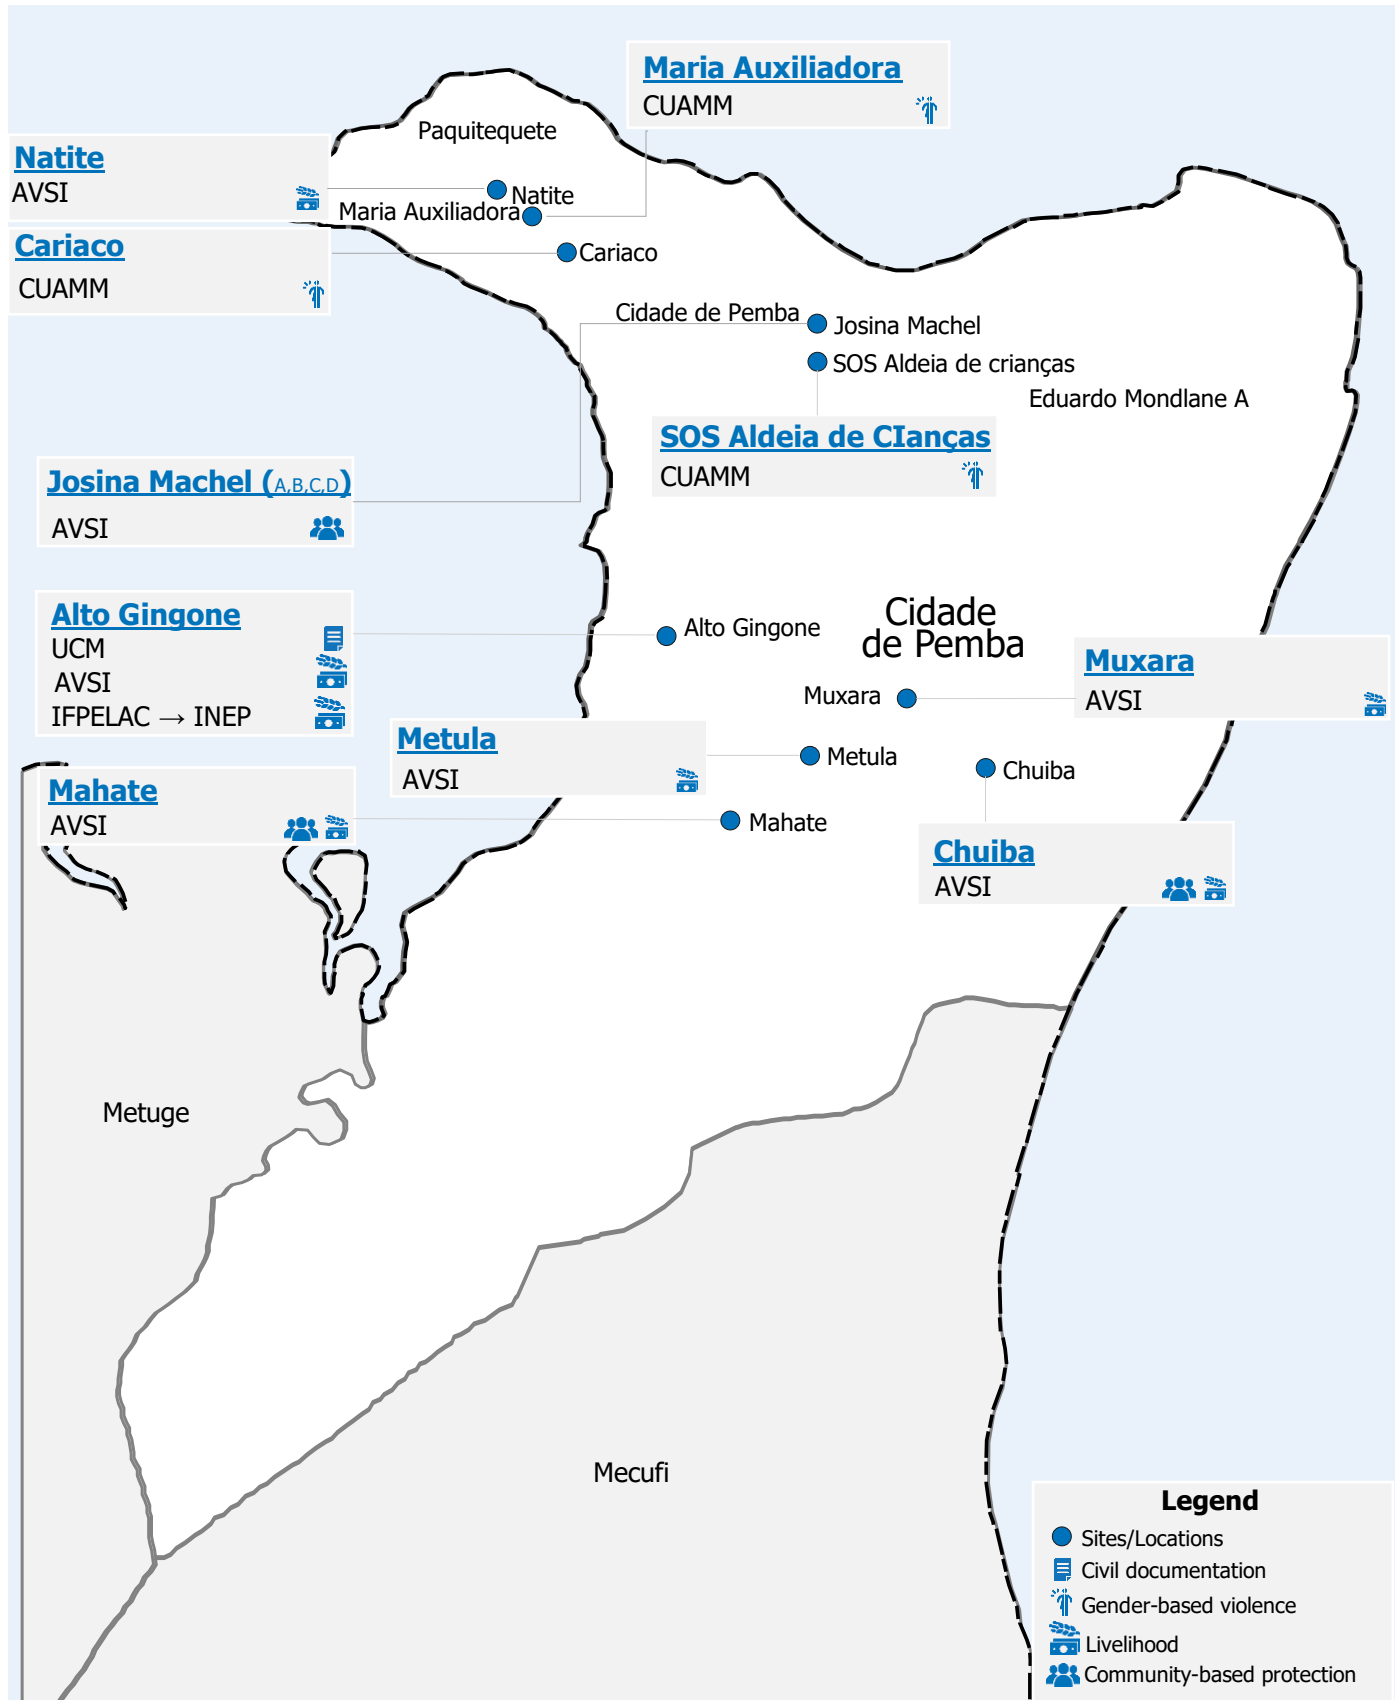 Maria Auxiliadora
CUAMM
Paquitequete
Natite
AVSI
Natite
Maria Auxiliadora
Cariaco
CUAMM
Cariaco
Cidade de Pemba
Josina Machel
SOS Aldeia de crianças
Eduardo Mondlane A
SOS Aldeia de CIanças
CUAMM
Josina Machel (A,B,C,D)
AVSI
Alto Gingone
UCM
AVSI
IFPELAC → INEP
Alto Gingone
Cidade
de Pemba
Muxara
AVSI
Muxara
Metula
AVSI
Metula
Chuiba
Mahate
AVSI
Mahate
Chuiba
AVSI
Metuge
Mecufi
Legend
Sites/Locations
Civil documentation
Gender-based violence
Livelihood
Community-based protection